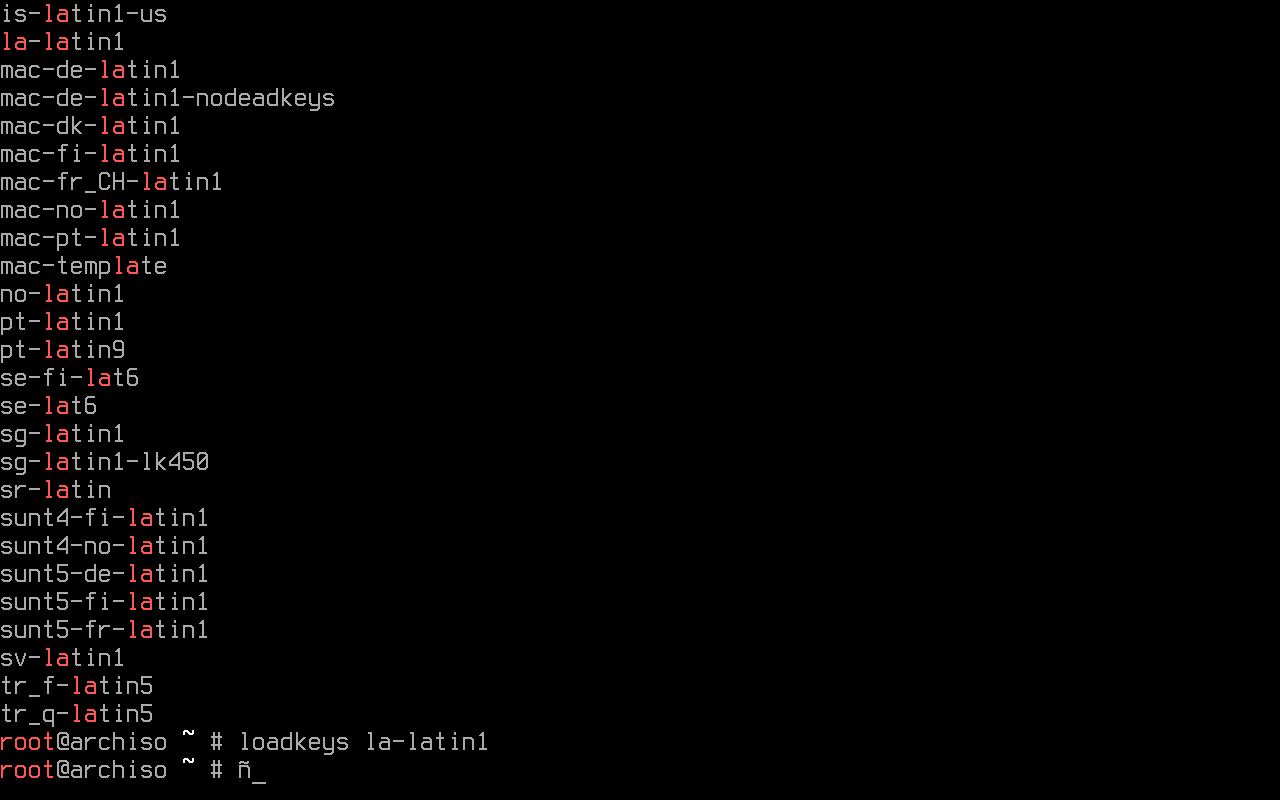 is-latin1-us
la-latin1
mac-de-latin1
mac-de-latin1-nodeadkeys
mac-dk-latin1
mac-fi-latin1
mac-fr_CH-latin1
mac-no-latin1
mac-pt-latin1
mac-template
no-latin1
pt-latin1
pt-latin9
se-fi-lat6
se-lat6
sg-latin1
sg-latin1-lk450
sr-latin
sunt4-fi-latin1
sunt4-no-latin1
sunt5-de-latin1
sunt5-fi-latin1
sunt5-fr-latin1
sv-latin1
tr_f-latin5
tr_q-latin5
root@archiso ~ # loadkeys la-latin1
root@archiso ~ # ñ_